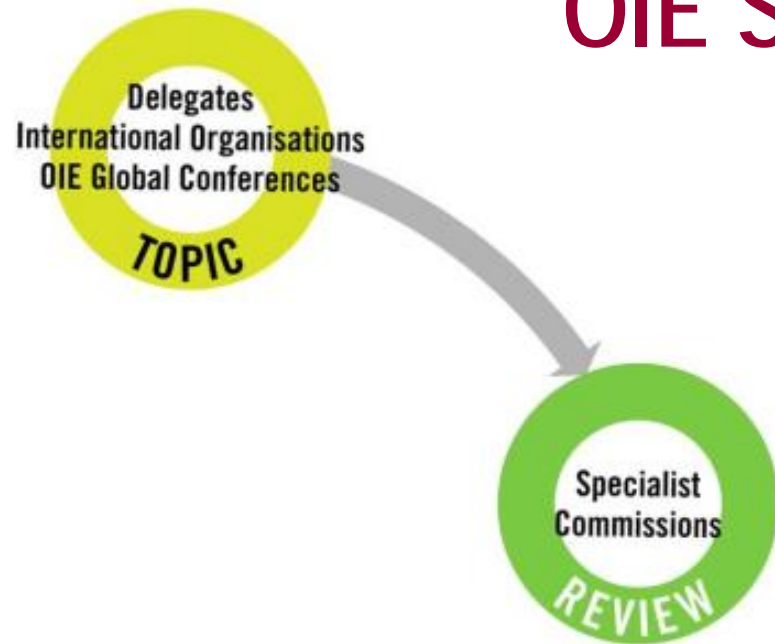 OIE S
Delegates
International Organisations
OIE Global Conferences
TOPIC
Specialist
Commissions
REVIEW